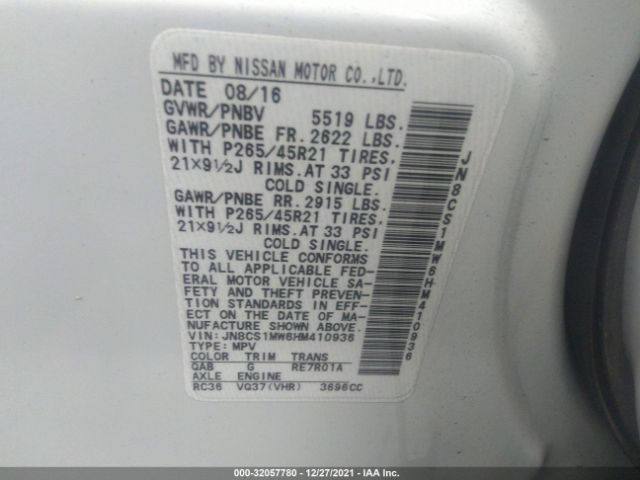 MFD BY NISSAN MOTOR CO.,LTD.
DATE 08/16
GVWR/PNBV 5519 LBS.
GAWR/PNBE FR. 2622 LBS.
WITH P265/45R21 TIRES,
21×9½J RIMS.AT 33 PSI
COLD SINGLE.
GAWR/PNBE RR. 2915 LBS.
WITH P265/45R21 TIRES,
21×9½J RIMS.AT 33 PSI
COLD SINGLE.
THIS VEHICLE CONFORMS
TO ALL APPLICABLE FED-
ERAL MOTOR VEHICLE SA-
FETY AND THEFT PREVEN-
TION STANDARDS IN EFF-
ECT ON THE DATE OF MA-
NUFACTURE SHOWN ABOVE.
VIN: JN8CS1MW6HM410936
TYPE: MPV
COLOR TRIM TRANS
QAB G RE7R01A
AXLE ENGINE
RC36 VQ37(VHR) 3696CC
JN8CS1MW6HM410936
000-32057780 - 12/27/2021 - IAA Inc.